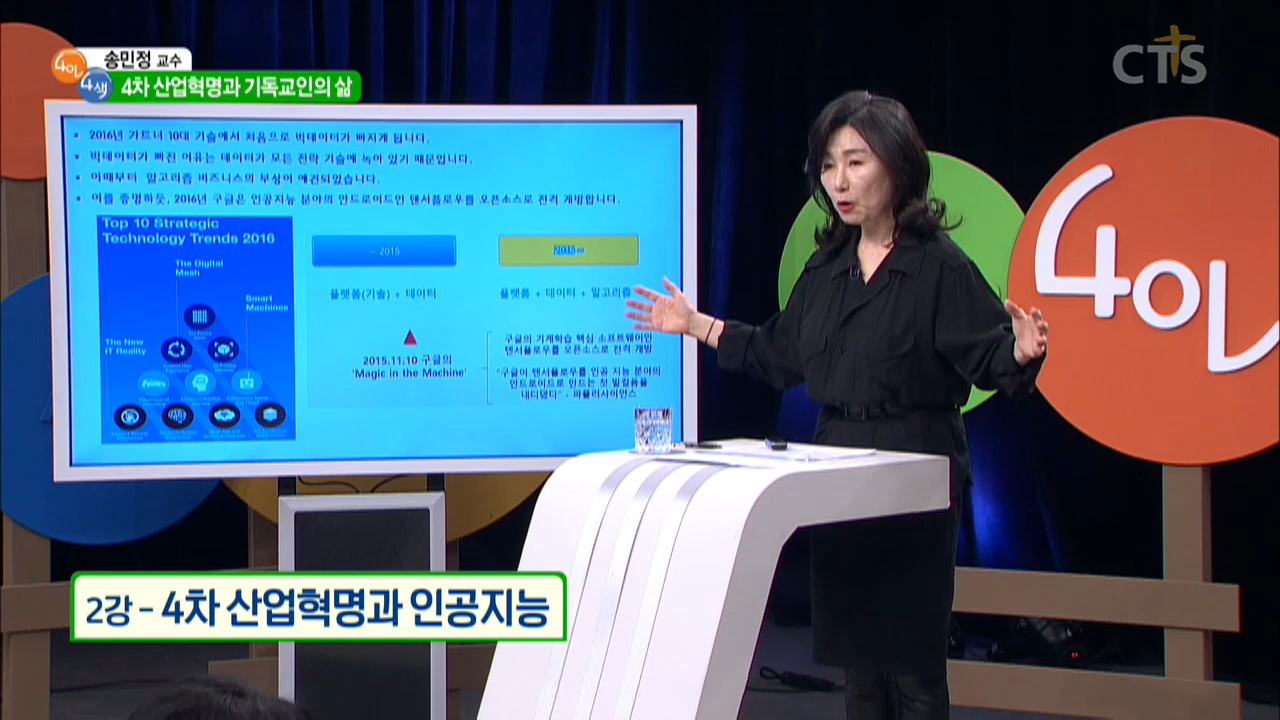 CTS
4인
4색
송민정 교수
4차 산업혁명과 기독교인의 삶
• 2016년 가트너 10대 기술에서 처음으로 빅데이터가 빠지게 됩니다.
• 빅데이터가 빠진 이유는 데이터가 모든 전략 기술에 녹아 있기 때문입니다.
• 이때부터 알고리즘 비즈니스의 부상이 예견되었습니다.
• 이를 증명하듯, 2016년 구글은 인공지능 분야의 안드로이드인 텐서플로우를 오픈소스로 전격 개방합니다.
Top 10 Strategic
Technology Trends 2016
The Digital
Mesh
Smart
Machines
The New
IT Reality
~ 2015
2016 ~
플랫폼(기술) + 데이터
플랫폼 + 데이터 + 알고리즘
2015.11.10 구글의
'Magic in the Machine'
구글의 기계학습 핵심 소프트웨어인
텐서플로우를 오픈소스로 전격 개방
"구글이 텐서플로우를 인공 지능 분야의
안드로이드로 만드는 첫 발걸음을
내디뎠다" - 파퓰러사이언스
4인
2강 - 4차 산업혁명과 인공지능